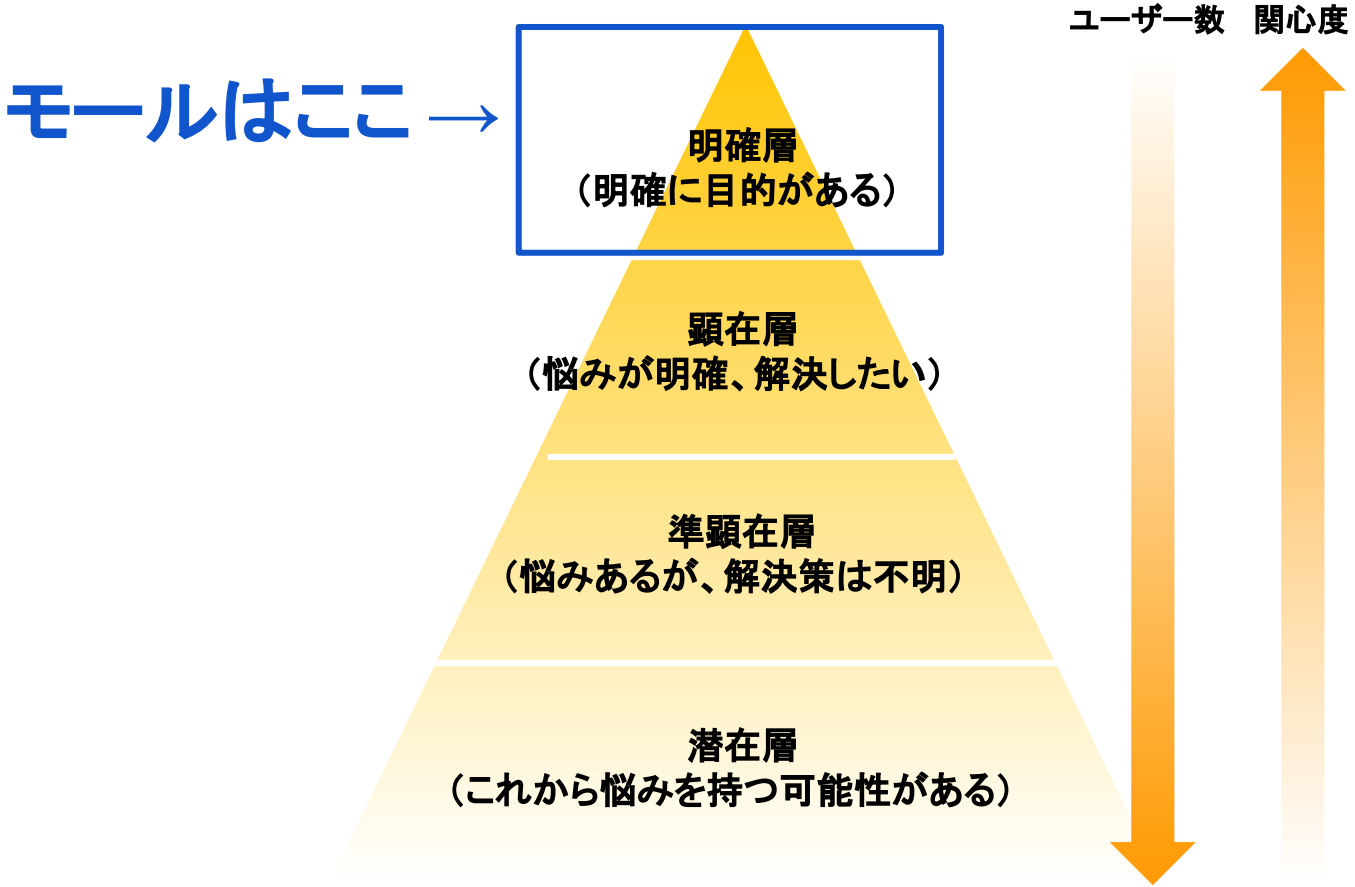 ユーザー数 関心度
モールはここ →
明確層
（明確に目的がある）
顕在層
（悩みが明確、解決したい）
準顕在層
（悩みあるが、解決策は不明）
潜在層
（これから悩みを持つ可能性がある）